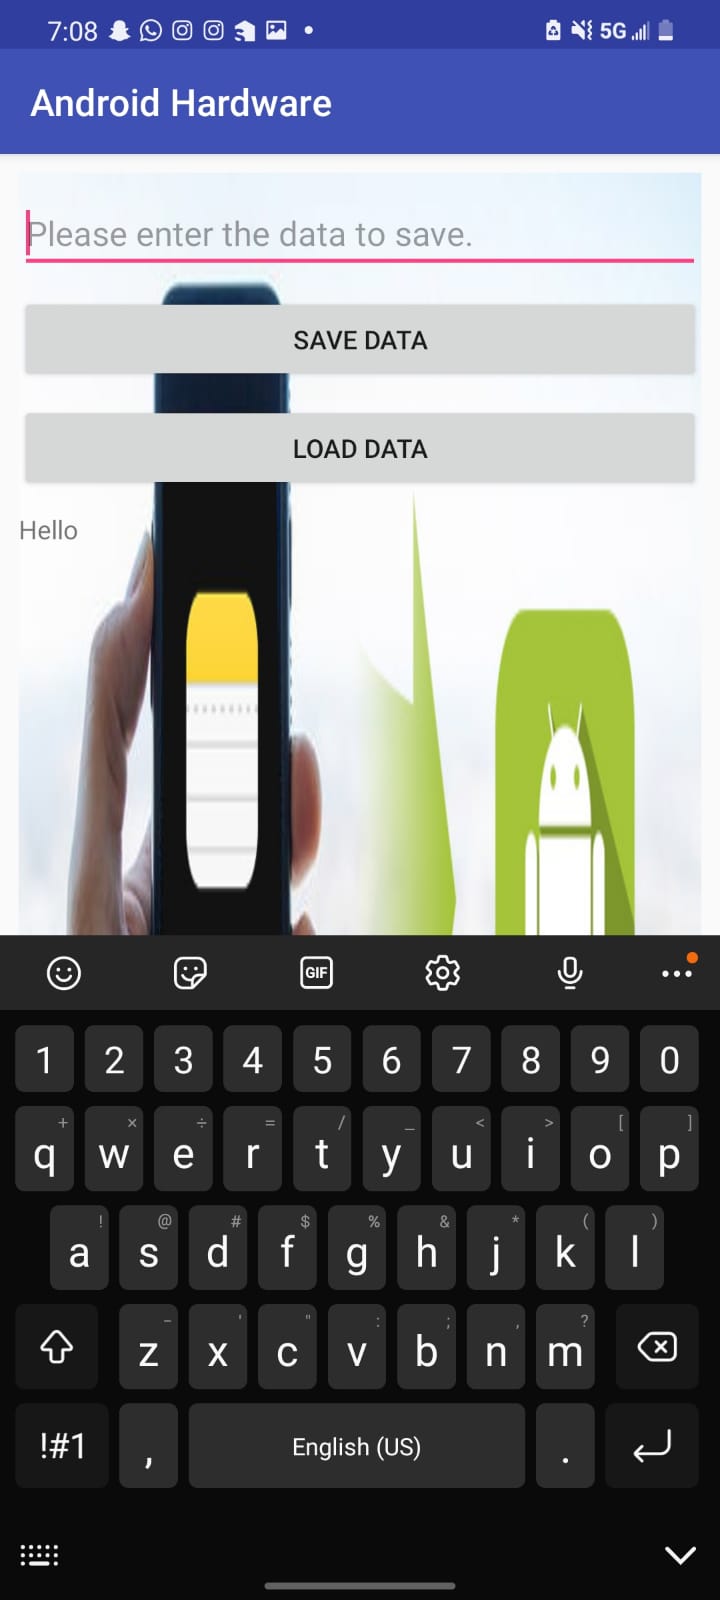 7:08 5G
Android Hardware
Please enter the data to save.
SAVE DATA
LOAD DATA
Hello
GIF
1 2 3 4 5 6 7 8 9 0
+ × ÷ = / _ < > [ ]
q w e r t y u i o p
! @ # $ % & * ( )
a s d f g h j k l
- ' " : ; , ?
z x c v b n m
!#1 , English (US) .